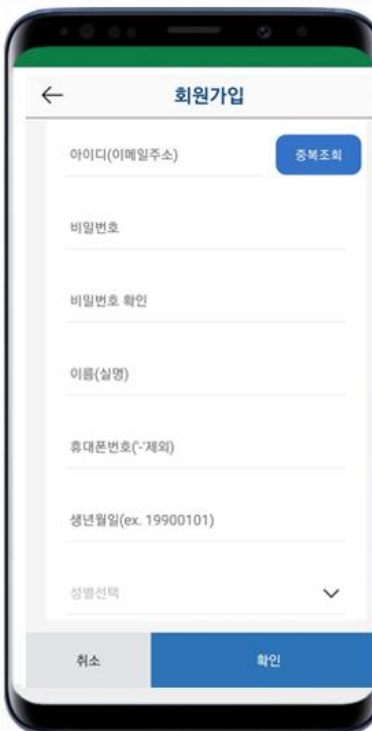 회원가입
아이디(이메일주소) 중복조회
비밀번호
비밀번호 확인
이름(실명)
휴대폰번호('-'제외)
생년월일(ex. 19900101)
성별선택
취소 확인